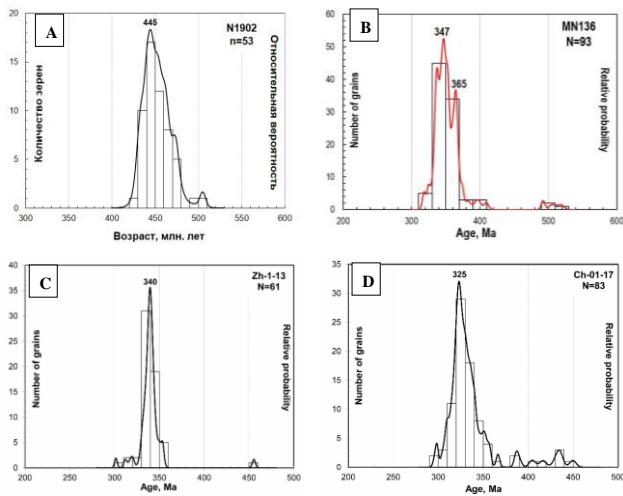 A
445
N1902
n=53
Количество зерен
Относительная вероятность
20
15
10
5
0
300 350 400 450 500 550 600
Возраст, млн. лет
B
347
365
MN136
N=93
Number of grains
Relative probability
60
50
40
30
20
10
0
200 300 400 500 600
Age, Ma
C
340
Zh-1-13
N=61
Number of grains
Relative probability
40
35
30
25
20
15
10
5
0
200 250 300 350 400 450 500
Age, Ma
D
325
Ch-01-17
N=83
Number of grains
Relative probability
35
30
25
20
15
10
5
0
200 250 300 350 400 450 500
Age, Ma